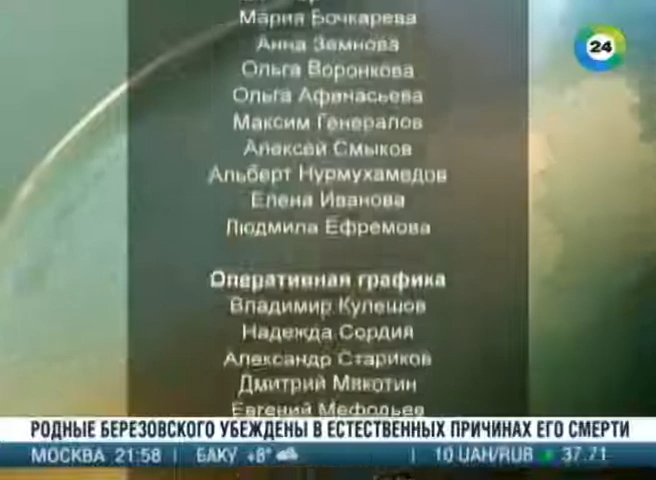 Мария Бочкарева
24
Анна Земнова
Ольга Воронкова
Ольга Афанасьева
Максим Генералов
Алексей Смыков
Альберт Нурмухамедов
Елена Иванова
Людмила Ефремова
Оперативная графика
Владимир Кулешов
Надежда Сордия
Александр Стариков
Дмитрий Мякотин
Евгений Мефодьев
РОДНЫЕ БЕРЕЗОВСКОГО УБЕЖДЕНЫ В ЕСТЕСТВЕННЫХ ПРИЧИНАХ ЕГО СМЕРТИ
МОСКВА 21:58 | БАКУ +8° | 10 UAH/RUB 37.71